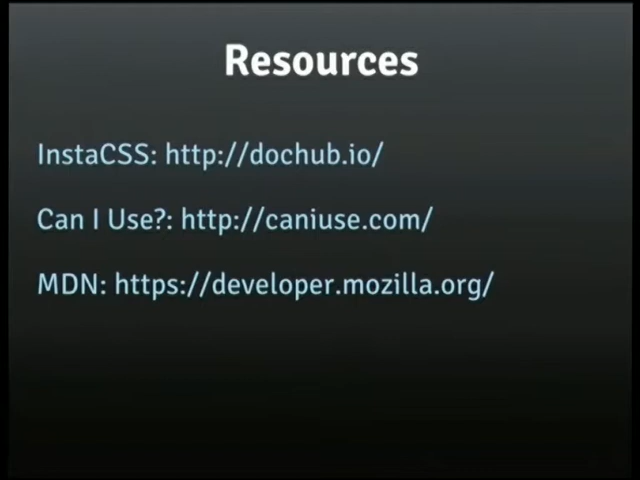 Resources
InstaCSS: http://dochub.io/
Can I Use?: http://caniuse.com/
MDN: https://developer.mozilla.org/